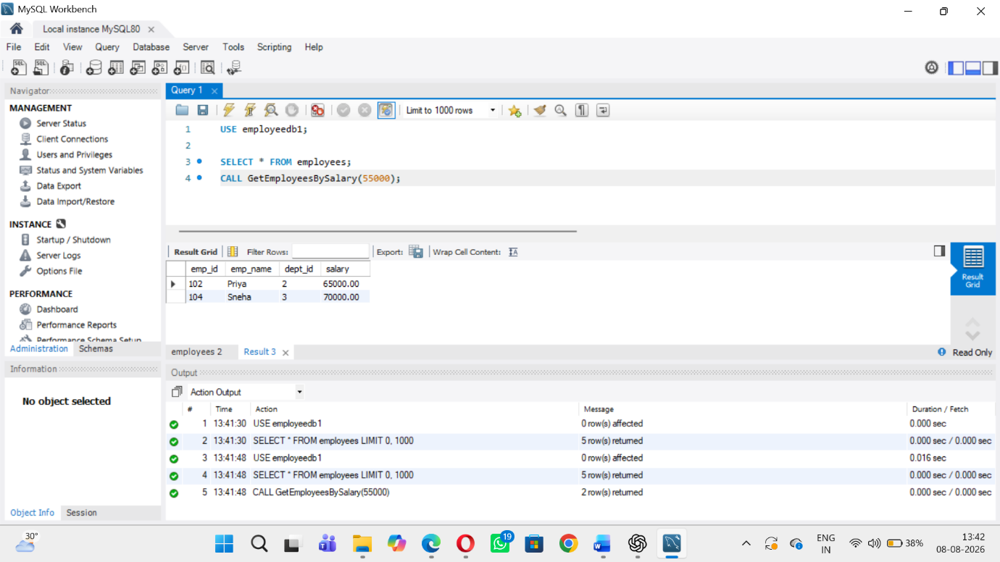 MySQL Workbench
Local instance MySQL80
File Edit View Query Database Server Tools Scripting Help
Navigator
MANAGEMENT
Server Status
Client Connections
Users and Privileges
Status and System Variables
Data Export
Data Import/Restore
INSTANCE
Startup / Shutdown
Server Logs
Options File
PERFORMANCE
Dashboard
Performance Reports
Performance Schema Setup
Administration Schemas
Information
No object selected
Object Info Session
Query 1
Limit to 1000 rows
1 USE employeedb1;
2
3 SELECT * FROM employees;
4 CALL GetEmployeesBySalary(55000);
Result Grid Filter Rows: Export: Wrap Cell Content:
emp_id emp_name dept_id salary
102 Priya 2 65000.00
104 Sneha 3 70000.00
Result Grid
employees 2 Result 3 Read Only
Output
Action Output
# Time Action Message Duration / Fetch
1 13:41:30 USE employeedb1 0 row(s) affected 0.000 sec
2 13:41:30 SELECT * FROM employees LIMIT 0, 1000 5 row(s) returned 0.000 sec / 0.000 sec
3 13:41:48 USE employeedb1 0 row(s) affected 0.016 sec
4 13:41:48 SELECT * FROM employees LIMIT 0, 1000 5 row(s) returned 0.000 sec / 0.000 sec
5 13:41:48 CALL GetEmployeesBySalary(55000) 2 row(s) returned 0.000 sec / 0.000 sec
30°
19
ENG
IN
38%
13:42
08-08-2026